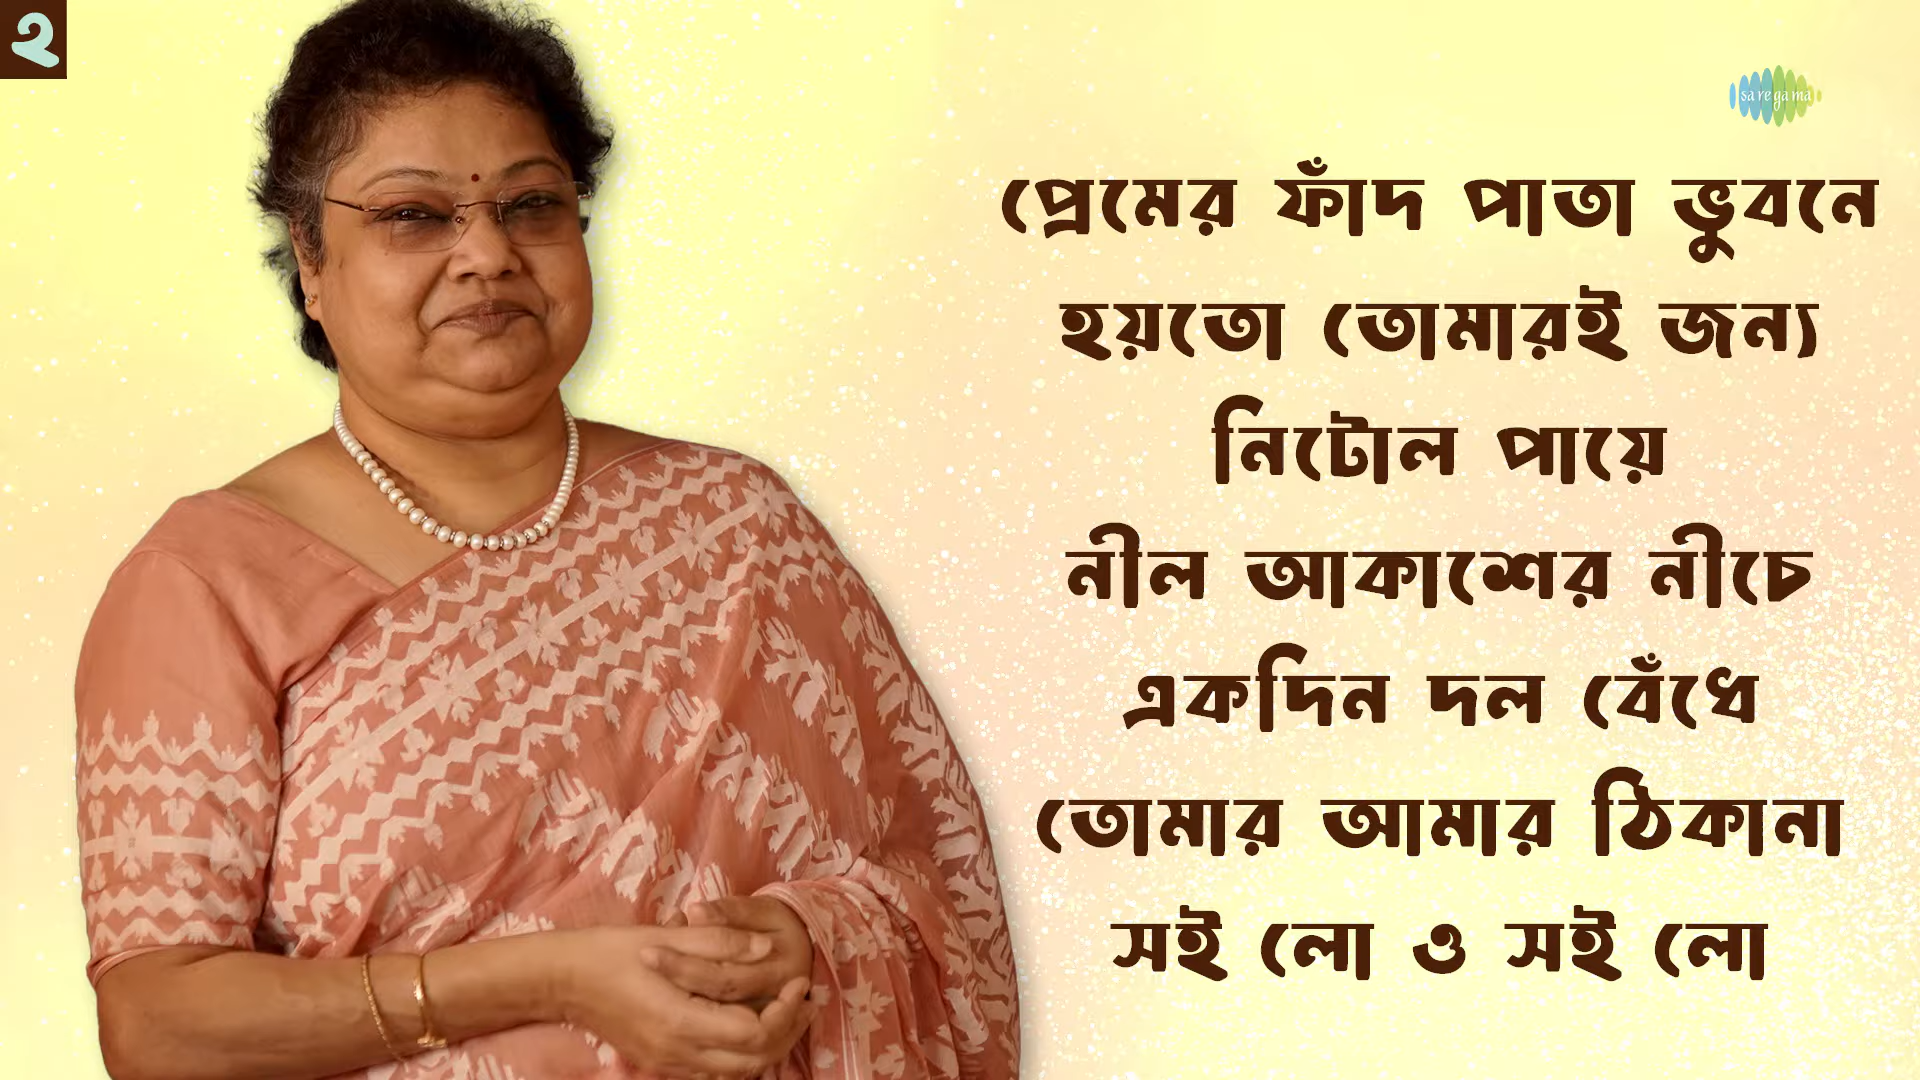 ২
saregama
প্রেমের ফাঁদ পাতা ভুবনে
হয়তো তোমারই জন্য
নিটোল পায়ে
নীল আকাশের নীচে
একদিন দল বেঁধে
তোমার আমার ঠিকানা
সই লো ও সই লো